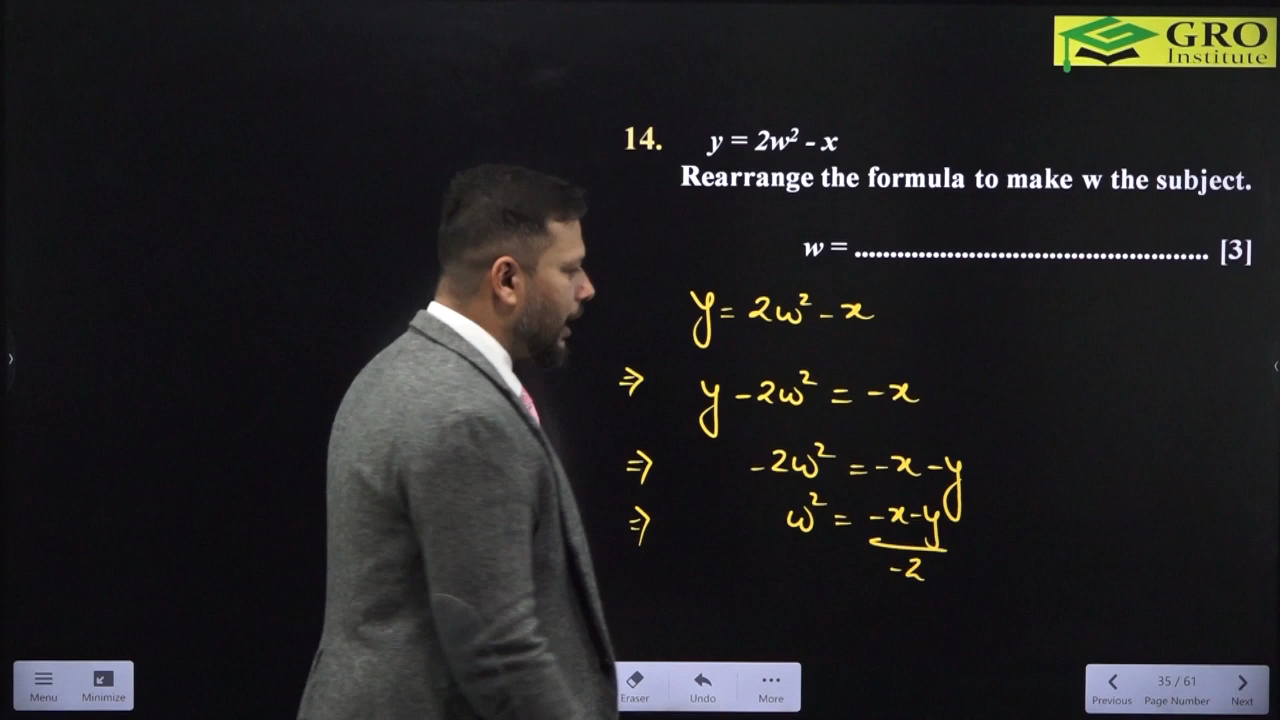 GRO
Institute
14. y = 2w² - x
Rearrange the formula to make w the subject.
w = .................................................. [3]
y = 2w² - x
⇒ y - 2w² = -x
⇒ -2w² = -x - y
⇒ w² = -x-y
-2
Menu Minimize Eraser Undo More Previous 35 / 61 Page Number Next